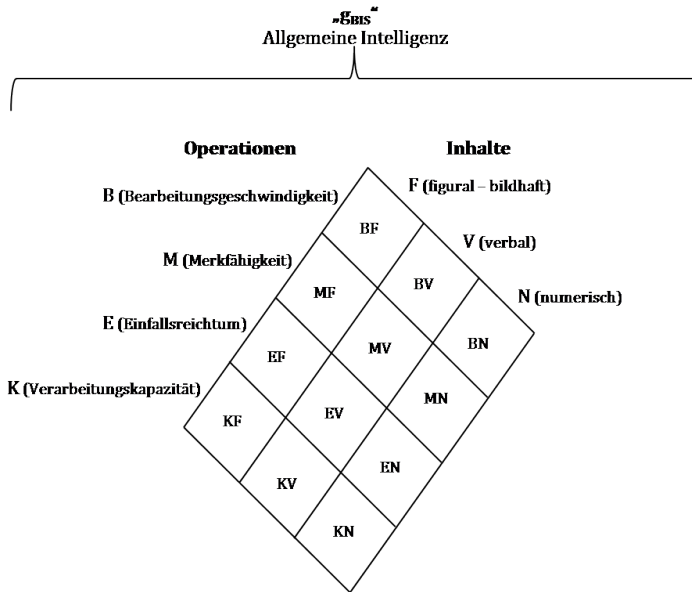 „gBIS“
Allgemeine Intelligenz
Operationen
Inhalte
B (Bearbeitungsgeschwindigkeit)
F (figural – bildhaft)
M (Merkfähigkeit)
V (verbal)
E (Einfallsreichtum)
N (numerisch)
K (Verarbeitungskapazität)
BF
MF
BV
EF
MV
BN
KF
EV
MN
KV
EN
KN